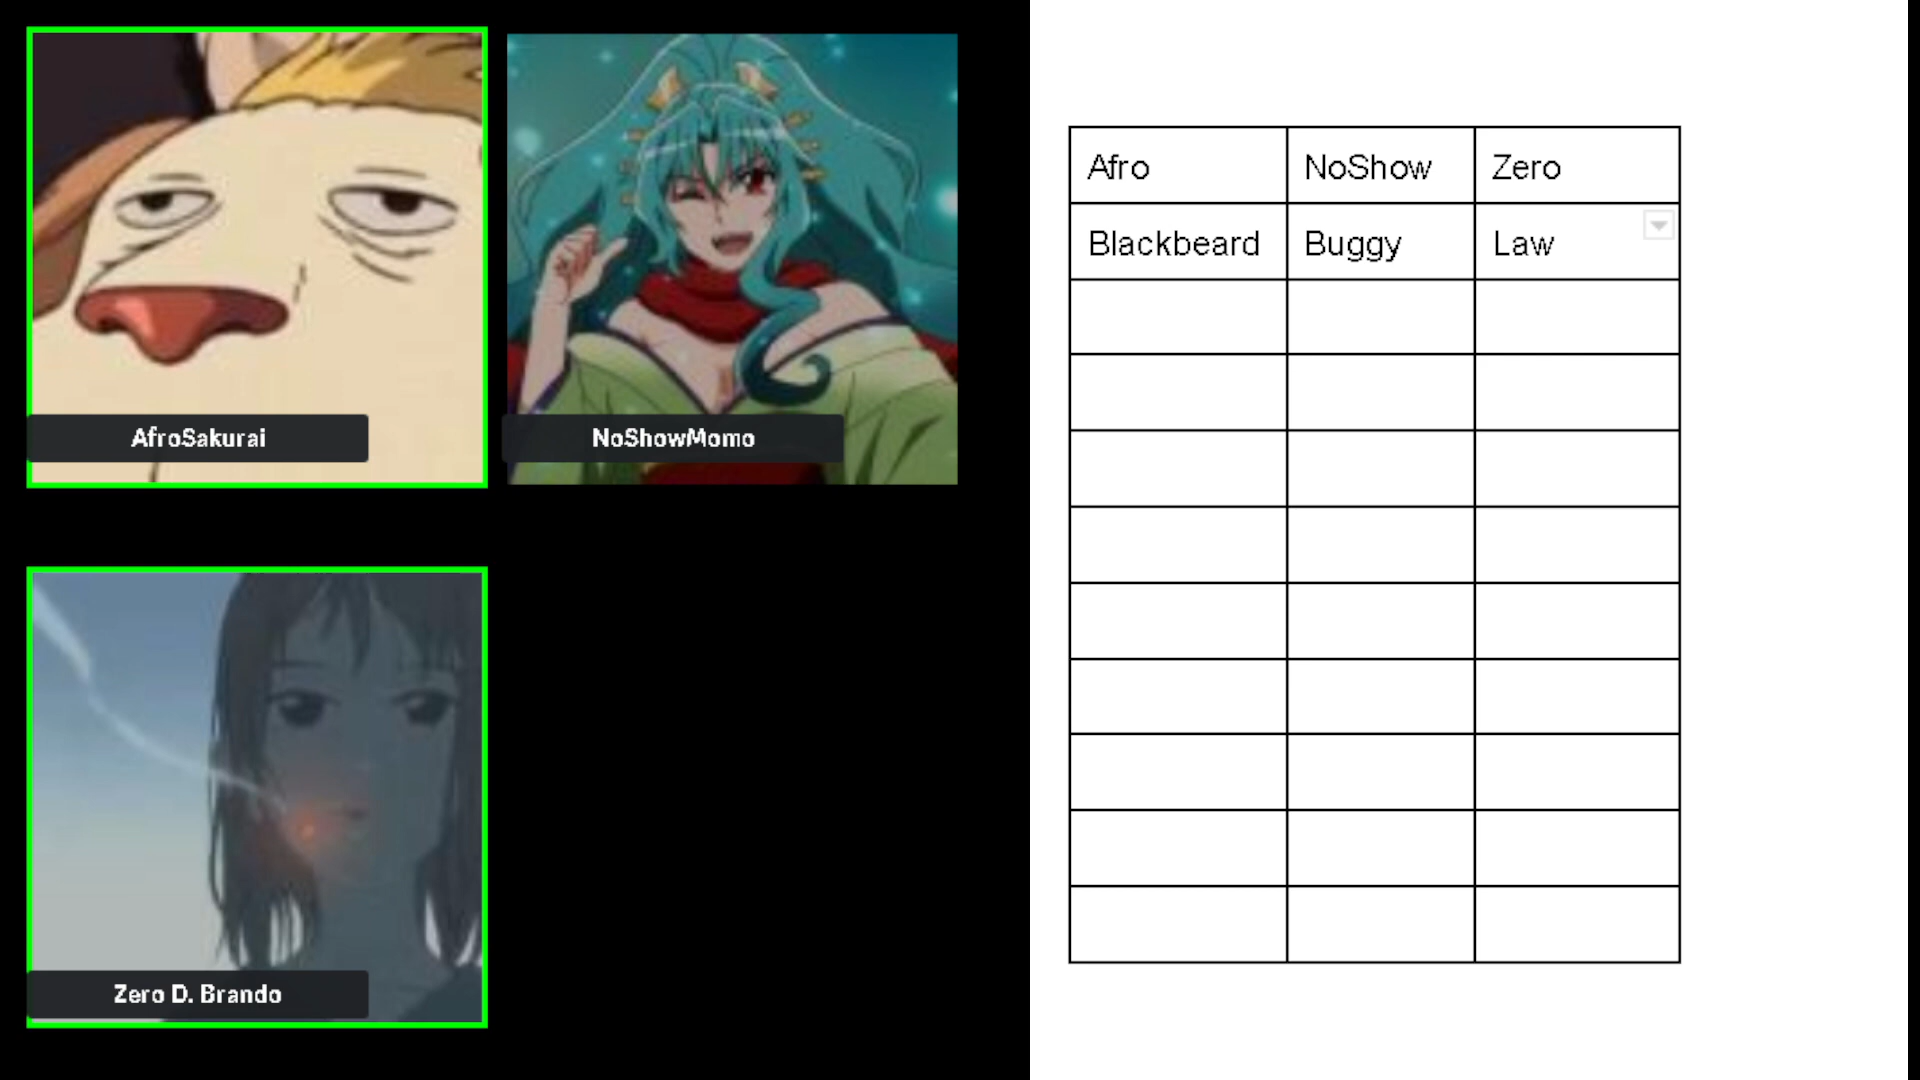 AfroSakurai
NoShowMomo
Zero D. Brando
Afro NoShow Zero
Blackbeard Buggy Law